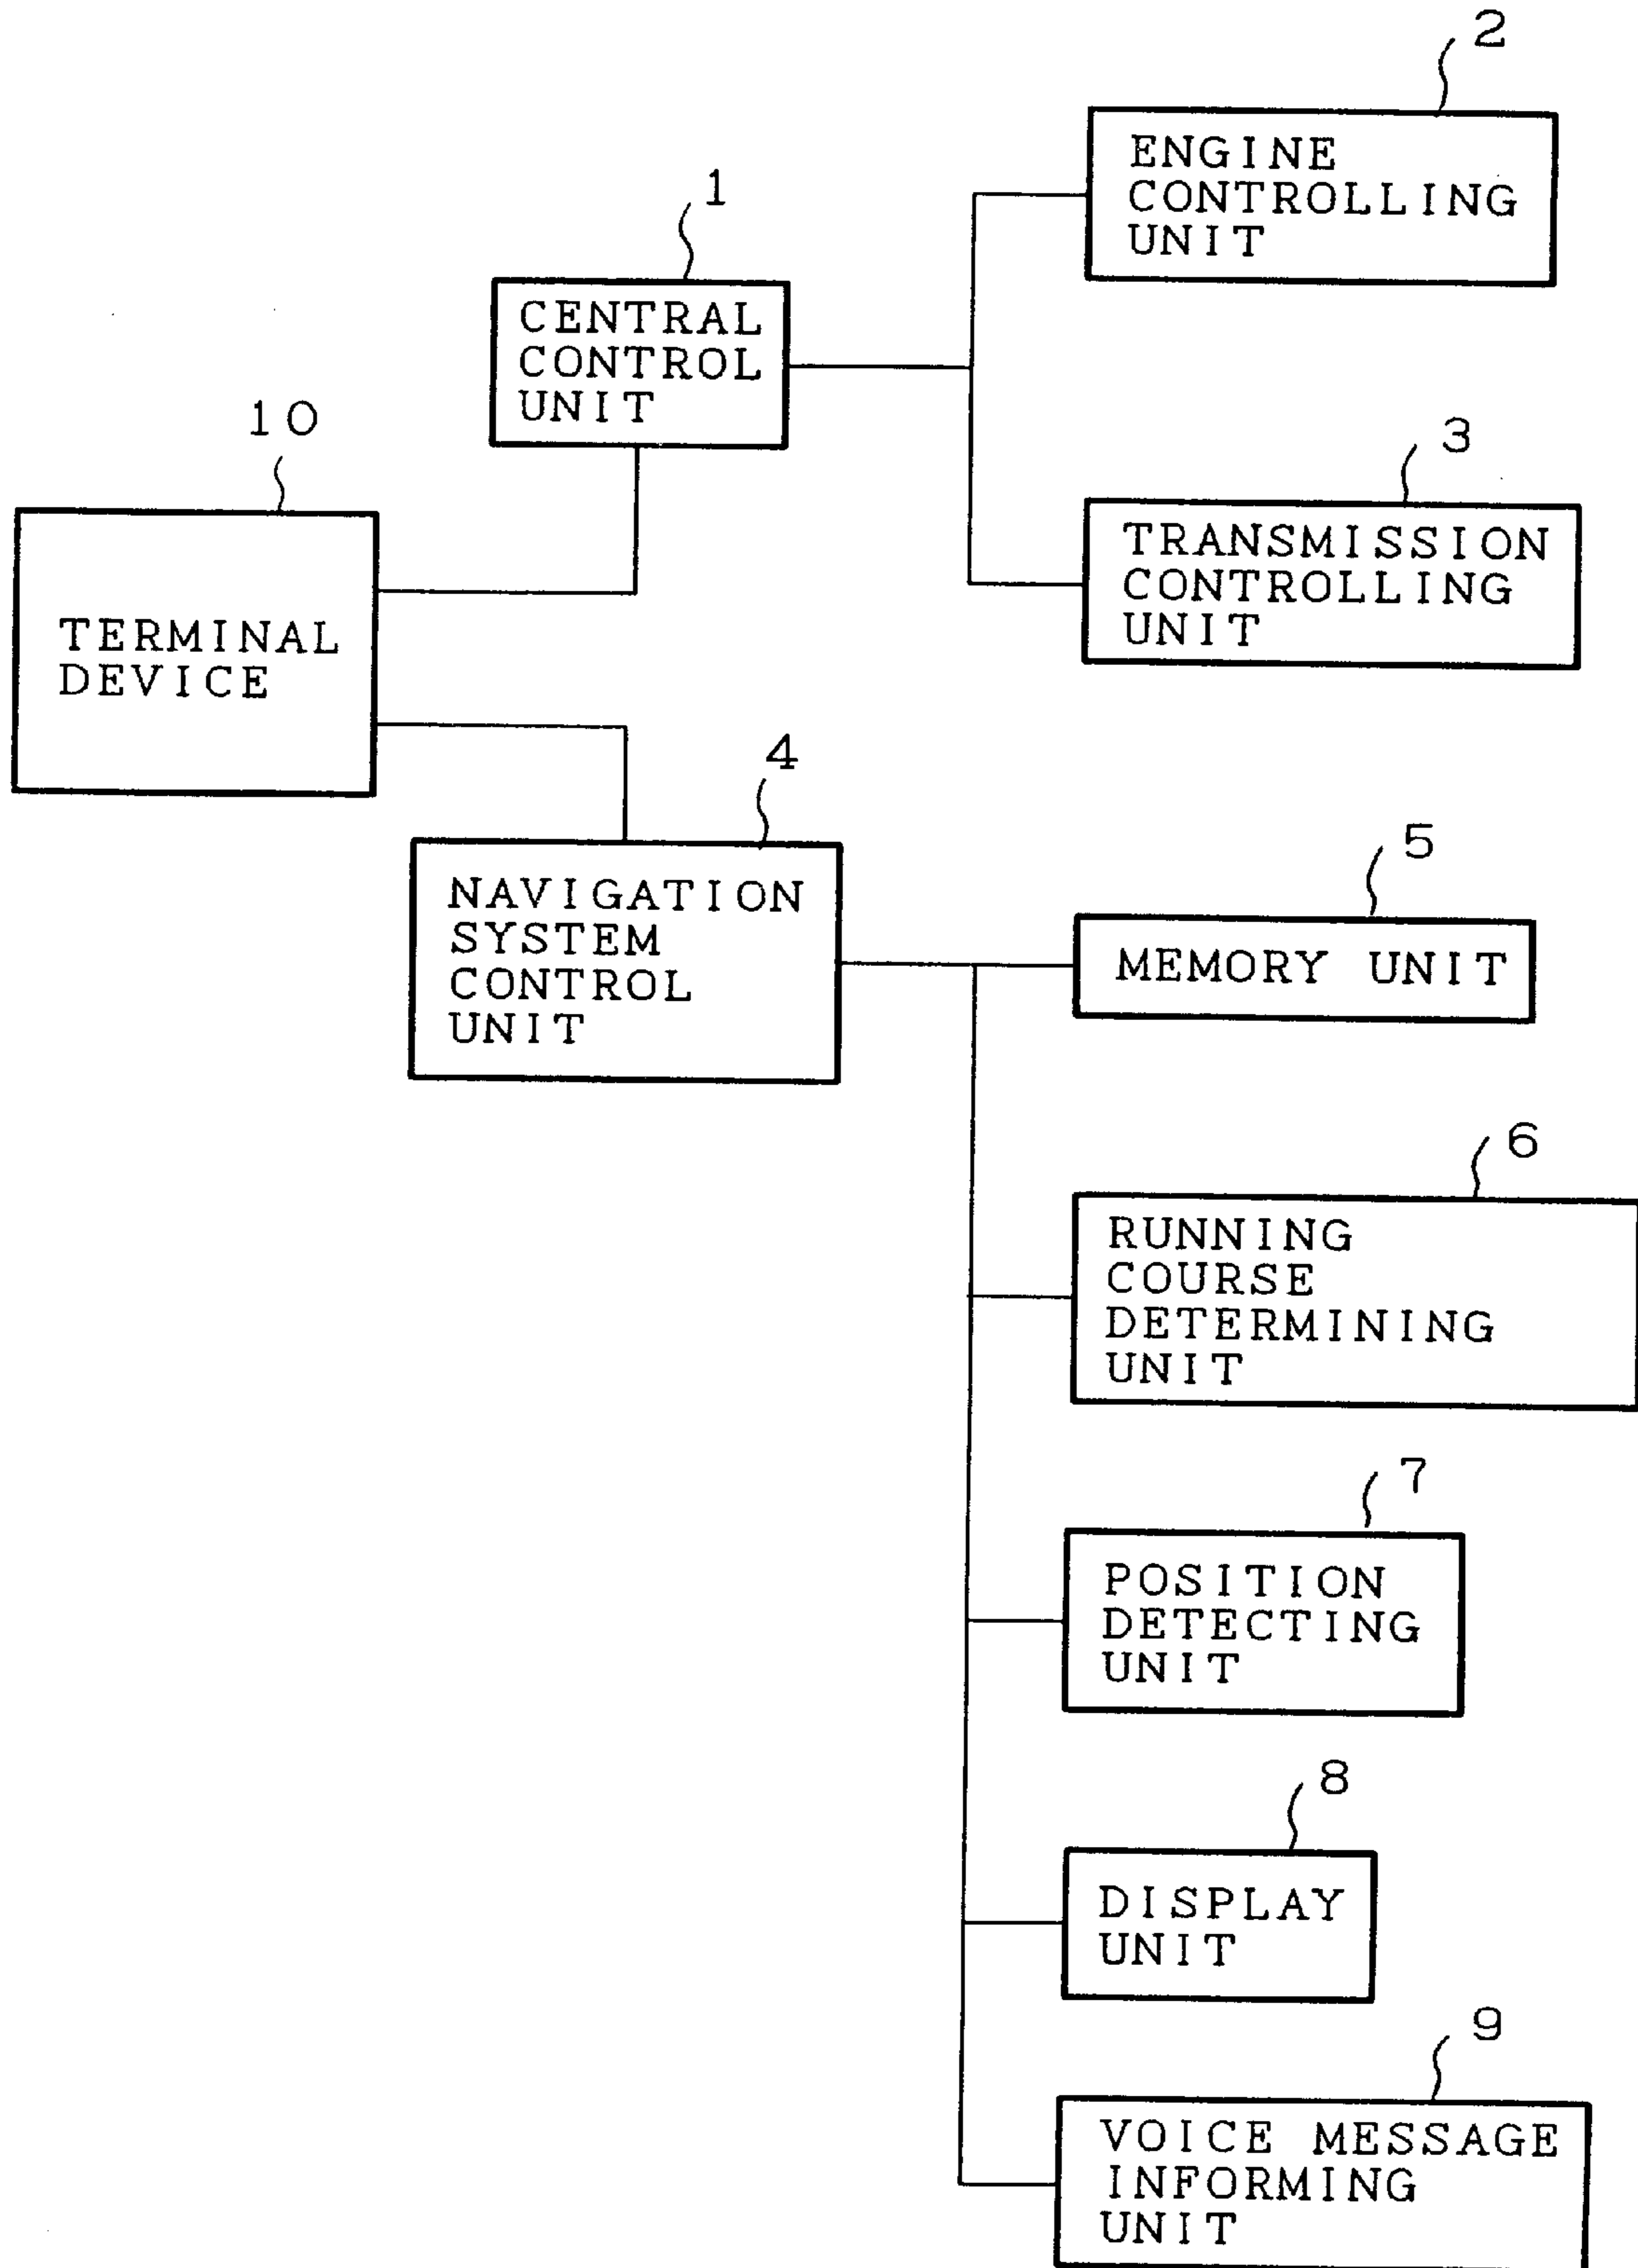 2
ENGINE
CONTROLLING
UNIT
1
CENTRAL
CONTROL
UNIT
3
TRANSMISSION
CONTROLLING
UNIT
10
TERMINAL
DEVICE
4
NAVIGATION
SYSTEM
CONTROL
UNIT
5
MEMORY UNIT
6
RUNNING
COURSE
DETERMINING
UNIT
7
POSITION
DETECTING
UNIT
8
DISPLAY
UNIT
9
VOICE MESSAGE
INFORMING
UNIT